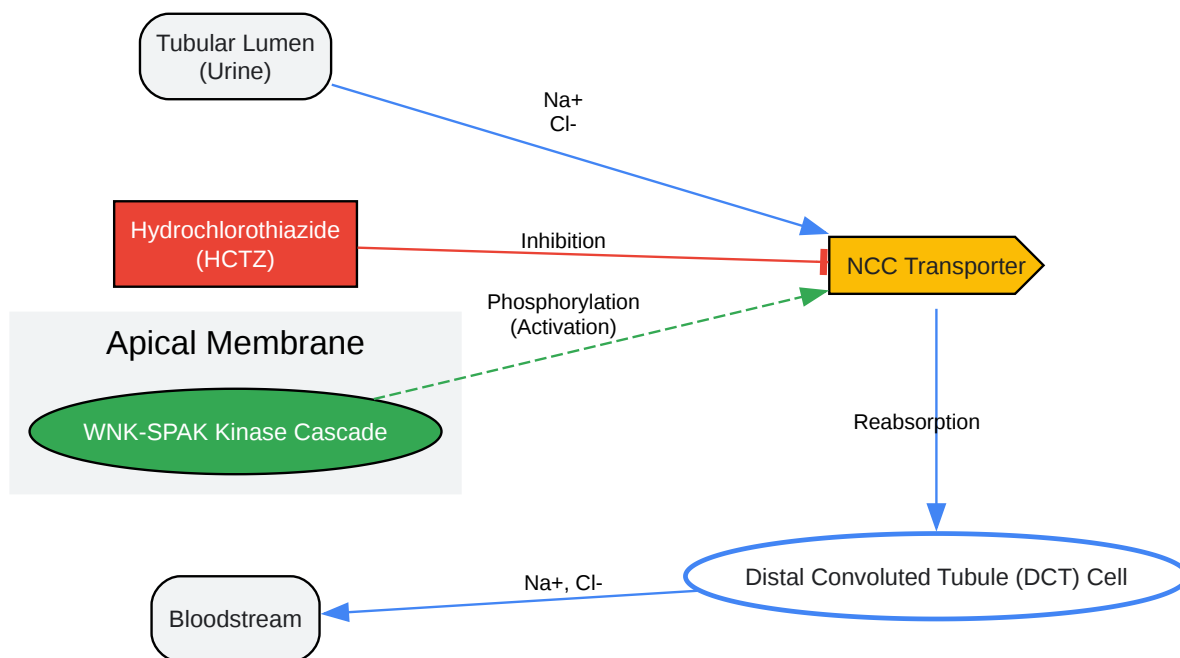 Tubular Lumen
(Urine)
Na+
Cl-
Hydrochlorothiazide
(HCTZ)
Inhibition
NCC Transporter
Phosphorylation
(Activation)
Apical Membrane
WNK-SPAK Kinase Cascade
Reabsorption
Distal Convoluted Tubule (DCT) Cell
Na+, Cl-
Bloodstream